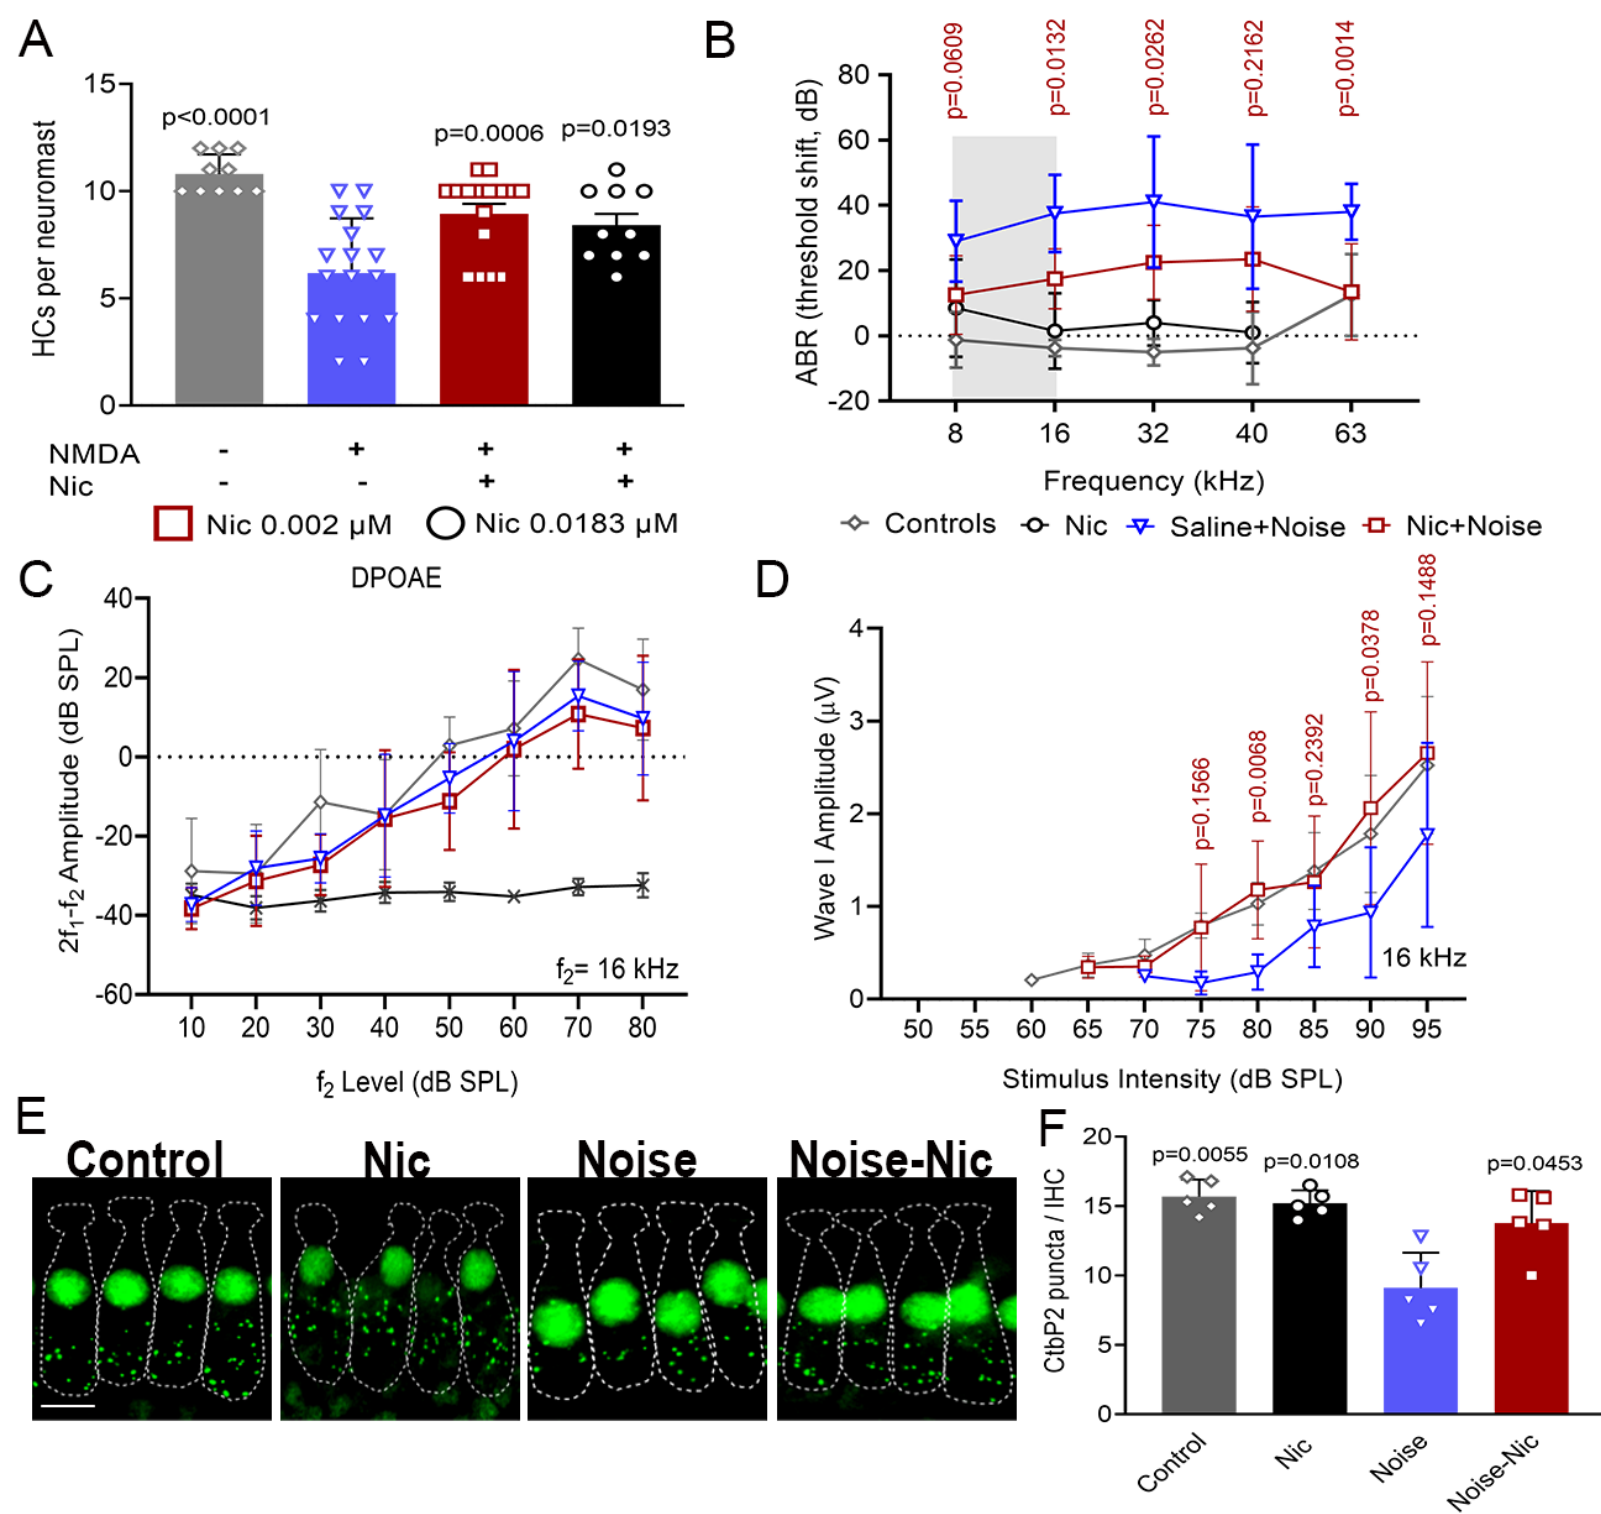 A
HCs per neuromast
15
10
5
0
p<0.0001
p=0.0006
p=0.0193
NMDA - + + +
Nic - - + +
Nic 0.002 µM
Nic 0.0183 µM
B
ABR (threshold shift, dB)
80
60
40
20
0
-20
p=0.0609
p=0.0132
p=0.0262
p=0.2162
p=0.0014
8 16 32 40 63
Frequency (kHz)
Controls
Nic
Saline+Noise
Nic+Noise
C
DPOAE
2f₁-f₂ Amplitude (dB SPL)
40
20
0
-20
-40
-60
f₂= 16 kHz
10 20 30 40 50 60 70 80
f₂ Level (dB SPL)
D
Wave I Amplitude (µV)
4
3
2
1
0
p=0.1566
p=0.0068
p=0.2392
p=0.0378
p=0.1488
16 kHz
50 55 60 65 70 75 80 85 90 95
Stimulus Intensity (dB SPL)
E
Control
Nic
Noise
Noise-Nic
F
CtbP2 puncta / IHC
20
15
10
5
0
p=0.0055
p=0.0108
p=0.0453
Control
Nic
Noise
Noise-Nic